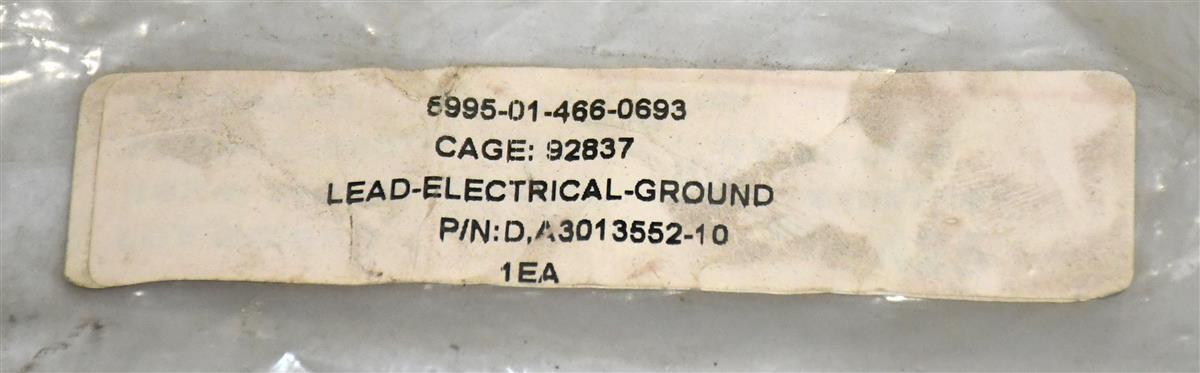 5995-01-466-0693
CAGE: 92837
LEAD-ELECTRICAL-GROUND
P/N:D,A3013552-10
1EA